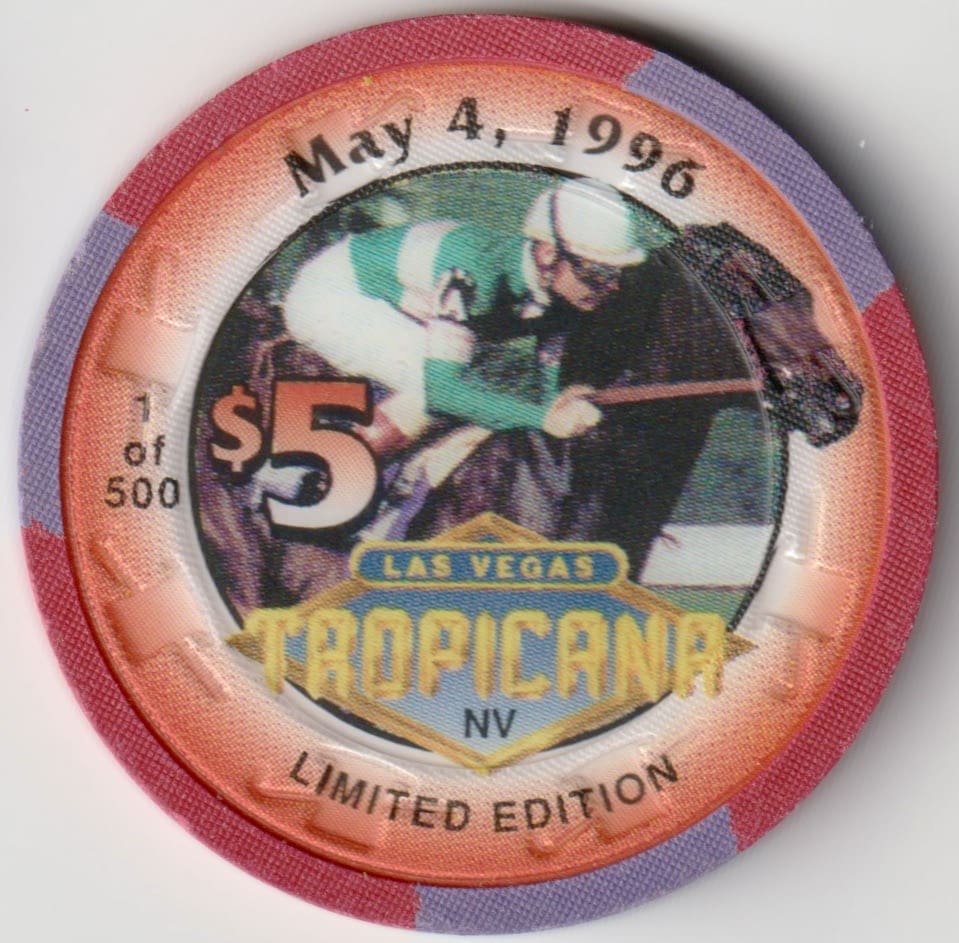 May 4, 1996
1
of
500
$5
LAS VEGAS
TROPICANA
NV
LIMITED EDITION